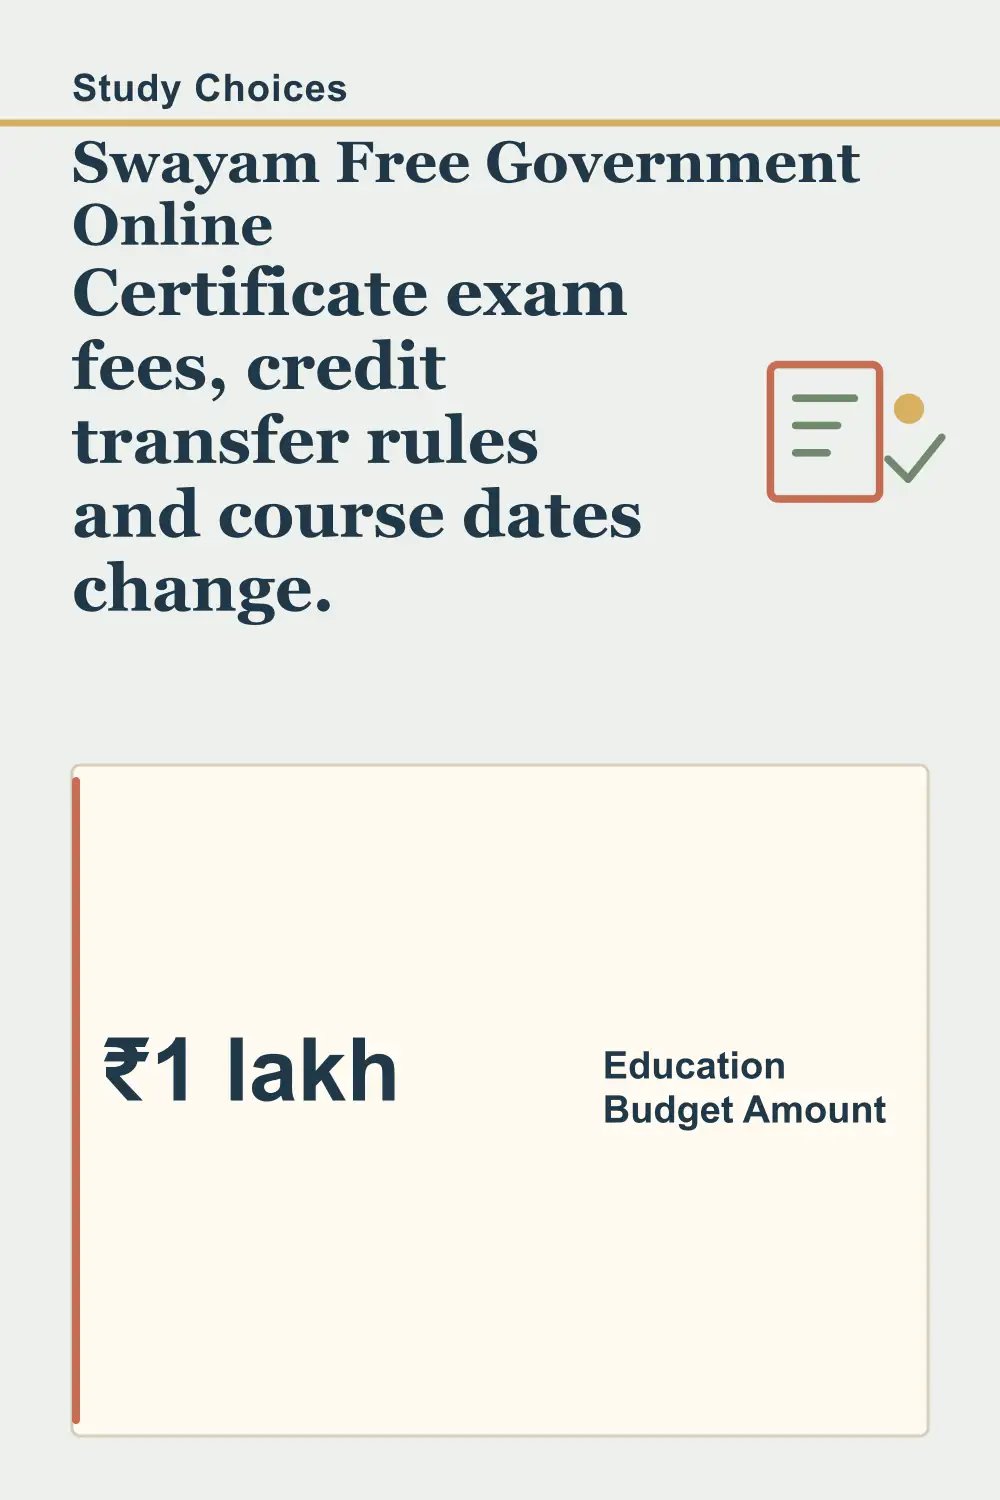 Study Choices
Swayam Free Government
Online
Certificate exam
fees, credit
transfer rules
and course dates
change.
₹1 lakh
Education
Budget Amount